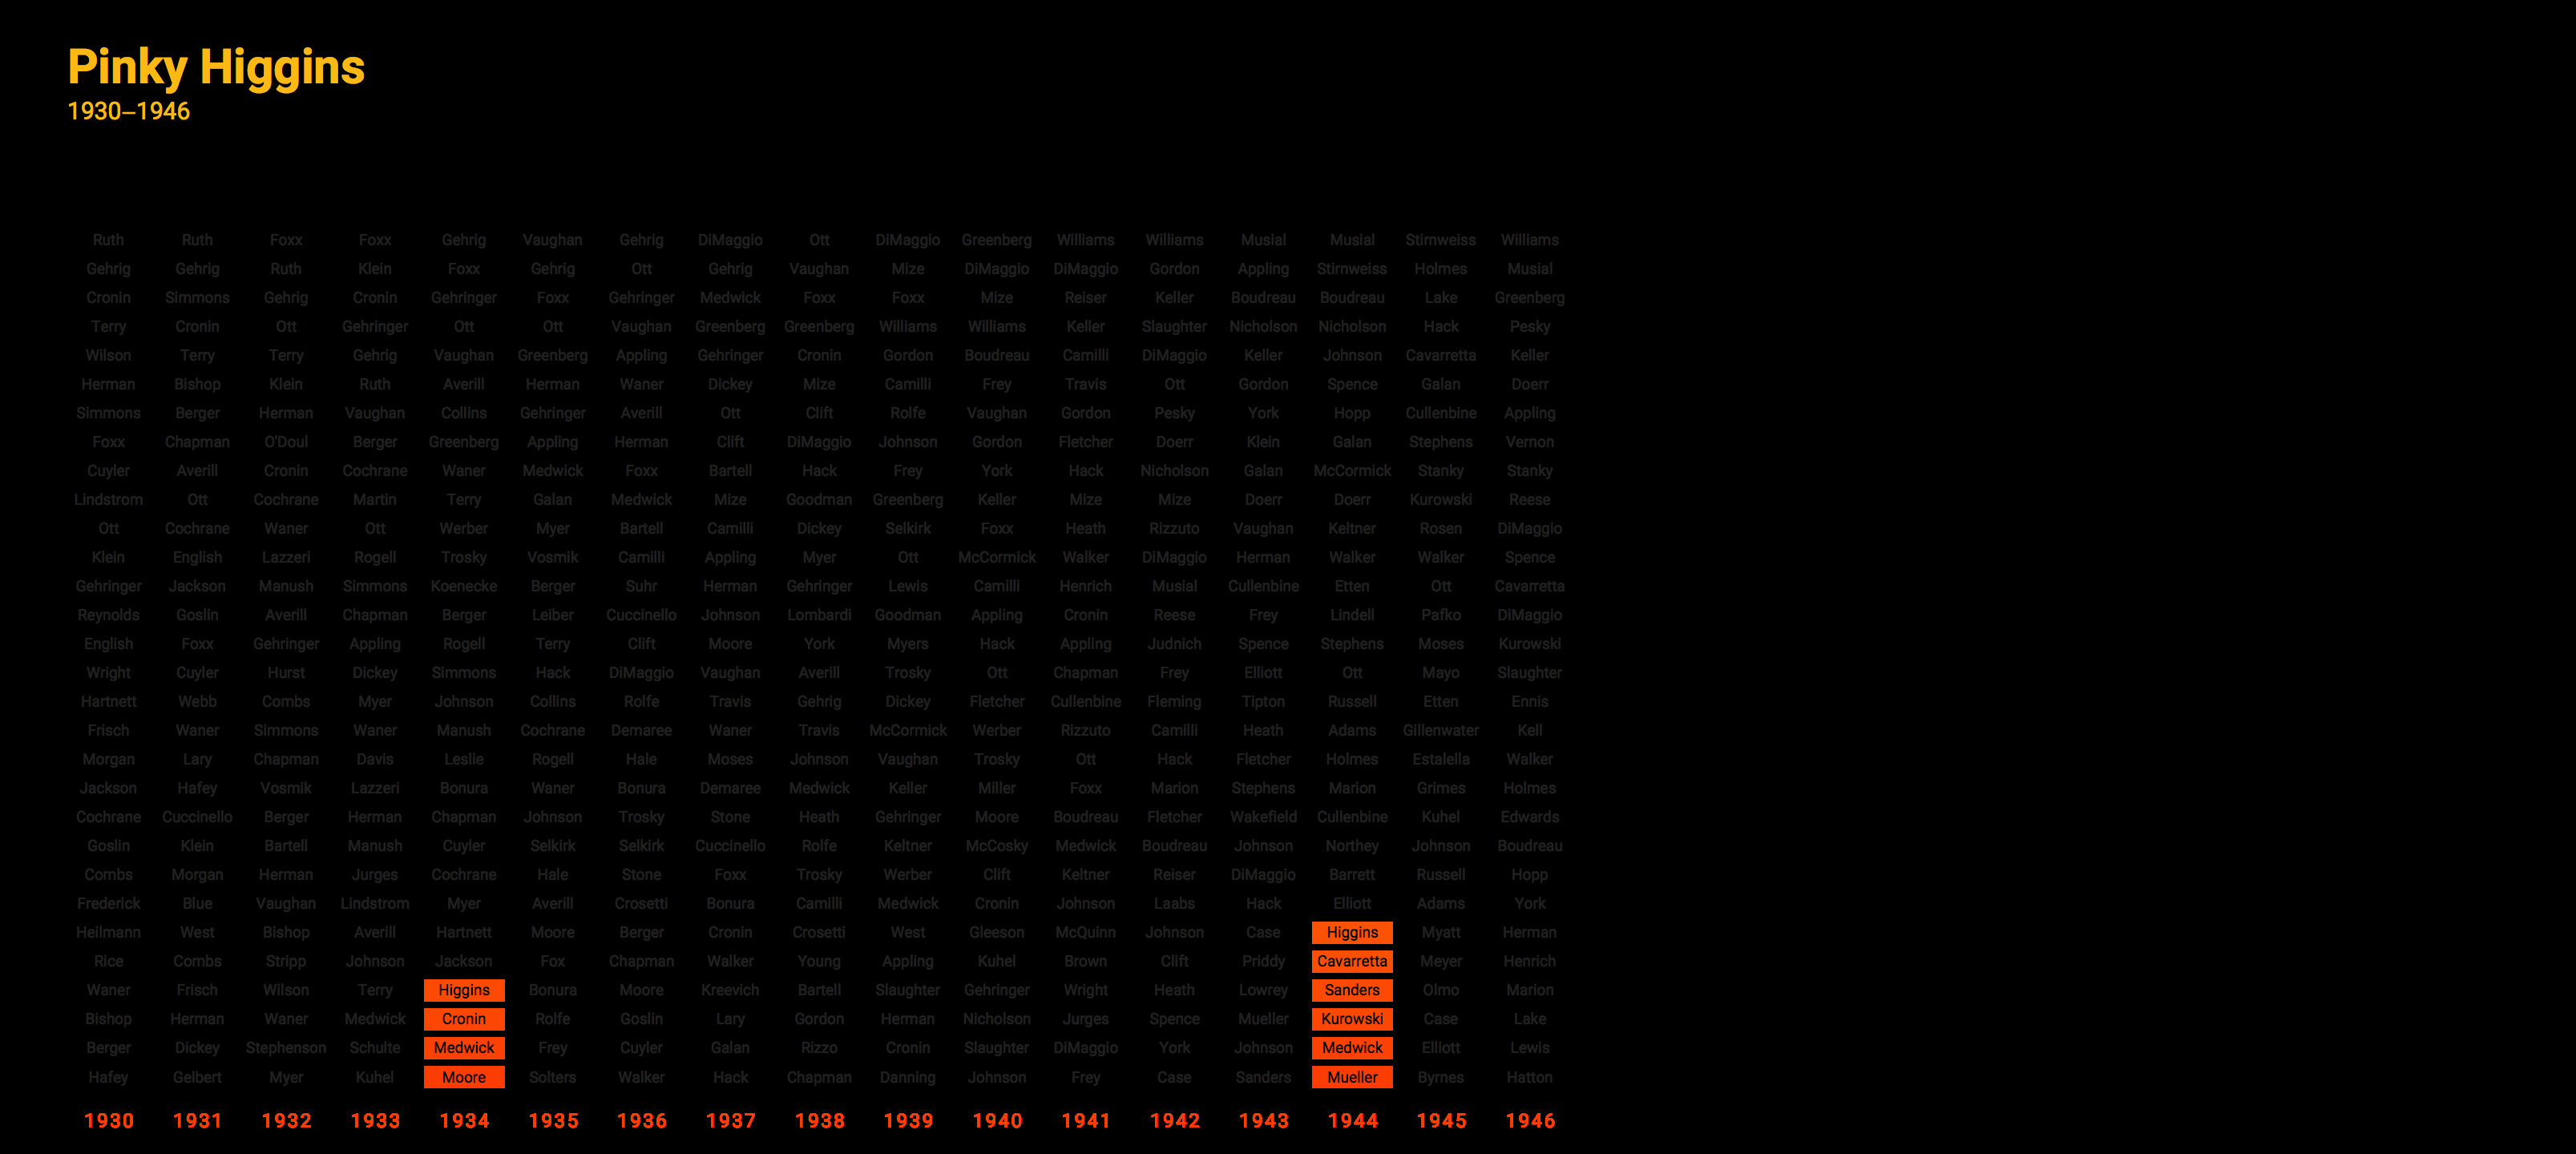 Pinky Higgins
1930–1946
Ruth Ruth Foxx Foxx Gehrig Vaughan Gehrig DiMaggio Ott DiMaggio Greenberg Williams Williams Musial Musial Stirnweiss Williams
Gehrig Gehrig Ruth Klein Foxx Gehrig Ott Gehrig Vaughan Mize DiMaggio DiMaggio Gordon Appling Stirnweiss Holmes Musial
Cronin Simmons Gehrig Cronin Gehringer Foxx Gehringer Medwick Foxx Foxx Mize Reiser Keller Boudreau Boudreau Lake Greenberg
Terry Cronin Ott Gehringer Ott Ott Vaughan Greenberg Greenberg Williams Williams Keller Slaughter Nicholson Nicholson Hack Pesky
Wilson Terry Terry Gehrig Vaughan Greenberg Appling Gehringer Cronin Gordon Boudreau Camilli DiMaggio Keller Johnson Cavarretta Keller
Herman Bishop Klein Ruth Averill Herman Waner Dickey Mize Camilli Frey Travis Ott Gordon Spence Galan Doerr
Simmons Berger Herman Vaughan Collins Gehringer Averill Ott Clift Rolfe Vaughan Gordon Pesky York Hopp Cullenbine Appling
Foxx Chapman O'Doul Berger Greenberg Appling Herman Clift DiMaggio Johnson Gordon Fletcher Doerr Klein Galan Stephens Vernon
Cuyler Averill Cronin Cochrane Waner Medwick Foxx Bartell Hack Frey York Hack Nicholson Galan McCormick Stanky Stanky
Lindstrom Ott Cochrane Martin Terry Galan Medwick Mize Goodman Greenberg Keller Mize Mize Doerr Doerr Kurowski Reese
Ott Cochrane Waner Ott Werber Myer Bartell Camilli Dickey Selkirk Foxx Heath Rizzuto Vaughan Keltner Rosen DiMaggio
Klein English Lazzeri Rogell Trosky Vosmik Camilli Appling Myer Ott McCormick Walker DiMaggio Herman Walker Walker Spence
Gehringer Jackson Manush Simmons Koenecke Berger Suhr Herman Gehringer Lewis Camilli Henrich Musial Cullenbine Etten Ott Cavarretta
Reynolds Goslin Averill Chapman Berger Leiber Cuccinello Johnson Lombardi Goodman Appling Cronin Reese Frey Lindell Pafko DiMaggio
English Foxx Gehringer Appling Rogell Terry Clift Moore York Myers Hack Appling Judnich Spence Stephens Moses Kurowski
Wright Cuyler Hurst Dickey Simmons Hack DiMaggio Vaughan Averill Trosky Ott Chapman Frey Elliott Ott Mayo Slaughter
Hartnett Webb Combs Myer Johnson Collins Rolfe Travis Gehrig Dickey Fletcher Cullenbine Fleming Tipton Russell Etten Ennis
Frisch Waner Simmons Waner Manush Cochrane Demaree Waner Travis McCormick Werber Rizzuto Camilli Heath Adams Gillenwater Kell
Morgan Lary Chapman Davis Leslie Rogell Hale Moses Johnson Vaughan Trosky Ott Hack Fletcher Holmes Estalella Walker
Jackson Hafey Vosmik Lazzeri Bonura Waner Bonura Demaree Medwick Keller Miller Foxx Marion Stephens Marion Grimes Holmes
Cochrane Cuccinello Berger Herman Chapman Johnson Trosky Stone Heath Gehringer Moore Boudreau Fletcher Wakefield Cullenbine Kuhel Edwards
Goslin Klein Bartell Manush Cuyler Selkirk Selkirk Cuccinello Rolfe Keltner McCosky Medwick Boudreau Johnson Northey Johnson Boudreau
Combs Morgan Herman Jurges Cochrane Hale Stone Foxx Trosky Werber Clift Keltner Reiser DiMaggio Barrett Russell Hopp
Frederick Blue Vaughan Lindstrom Myer Averill Crosetti Bonura Camilli Medwick Cronin Johnson Laabs Hack Elliott Adams York
Heilmann West Bishop Averill Hartnett Moore Berger Cronin Crosetti West Gleeson McQuinn Johnson Case Higgins Myatt Herman
Rice Combs Stripp Johnson Jackson Fox Chapman Walker Young Appling Kuhel Brown Clift Priddy Cavarretta Meyer Henrich
Waner Frisch Wilson Terry Higgins Bonura Moore Kreevich Bartell Slaughter Gehringer Wright Heath Lowrey Sanders Olmo Marion
Bishop Herman Waner Medwick Cronin Rolfe Goslin Lary Gordon Herman Nicholson Jurges Spence Mueller Kurowski Case Lake
Berger Dickey Stephenson Schulte Medwick Frey Cuyler Galan Rizzo Cronin Slaughter DiMaggio York Johnson Medwick Elliott Lewis
Hafey Gelbert Myer Kuhel Moore Solters Walker Hack Chapman Danning Johnson Frey Case Sanders Mueller Byrnes Hatton
1930 1931 1932 1933 1934 1935 1936 1937 1938 1939 1940 1941 1942 1943 1944 1945 1946